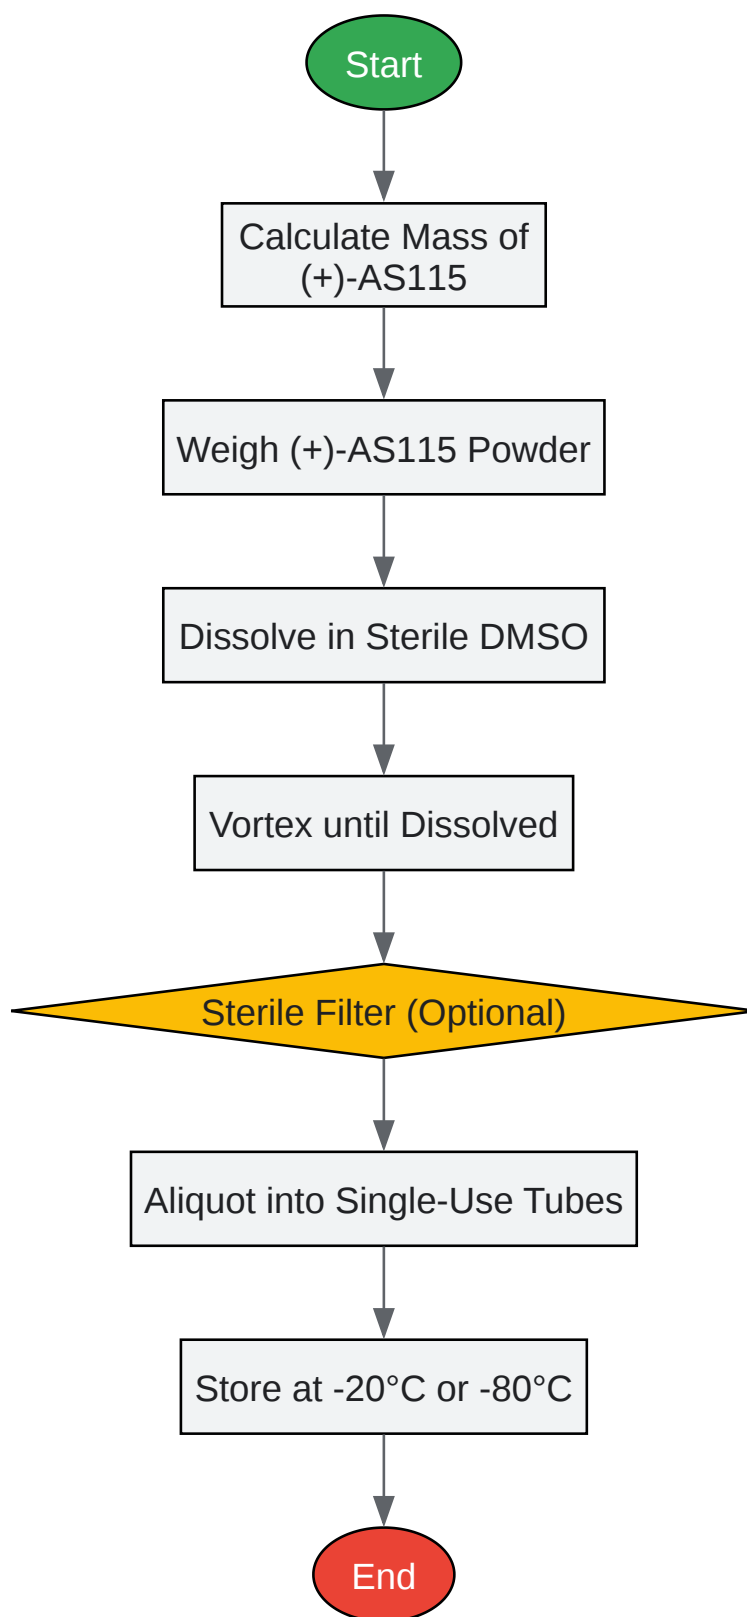 Start
Calculate Mass of
(+)-AS115
Weigh (+)-AS115 Powder
Dissolve in Sterile DMSO
Vortex until Dissolved
Sterile Filter (Optional)
Aliquot into Single-Use Tubes
Store at -20°C or -80°C
End